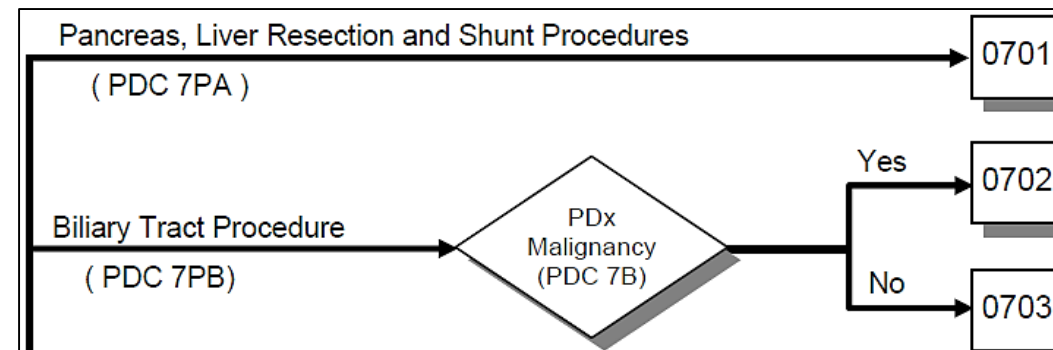 Pancreas, Liver Resection and Shunt Procedures
( PDC 7PA )
0701
Biliary Tract Procedure
( PDC 7PB)
PDx
Malignancy
(PDC 7B)
Yes
0702
No
0703